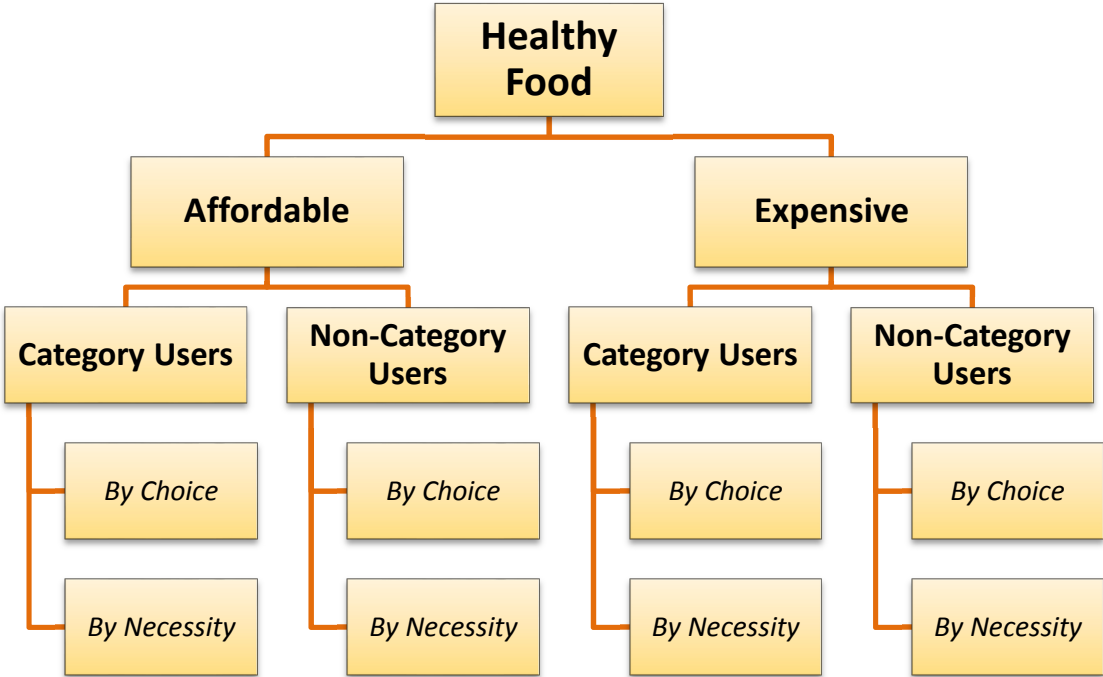 Healthy
Food
Affordable
Expensive
Category Users
Non-Category
Users
Category Users
Non-Category
Users
By Choice
By Choice
By Choice
By Choice
By Necessity
By Necessity
By Necessity
By Necessity